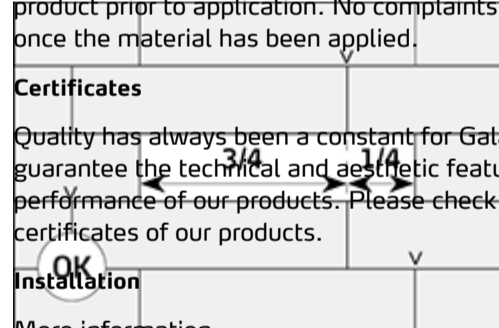 product prior to application. No complaints
once the material has been applied.
Certificates
Quality has always been a constant for Gal
3/4 1/4
guarantee the technical and aesthetic featu
performance of our products. Please check
certificates of our products.
OK
Installation
More information